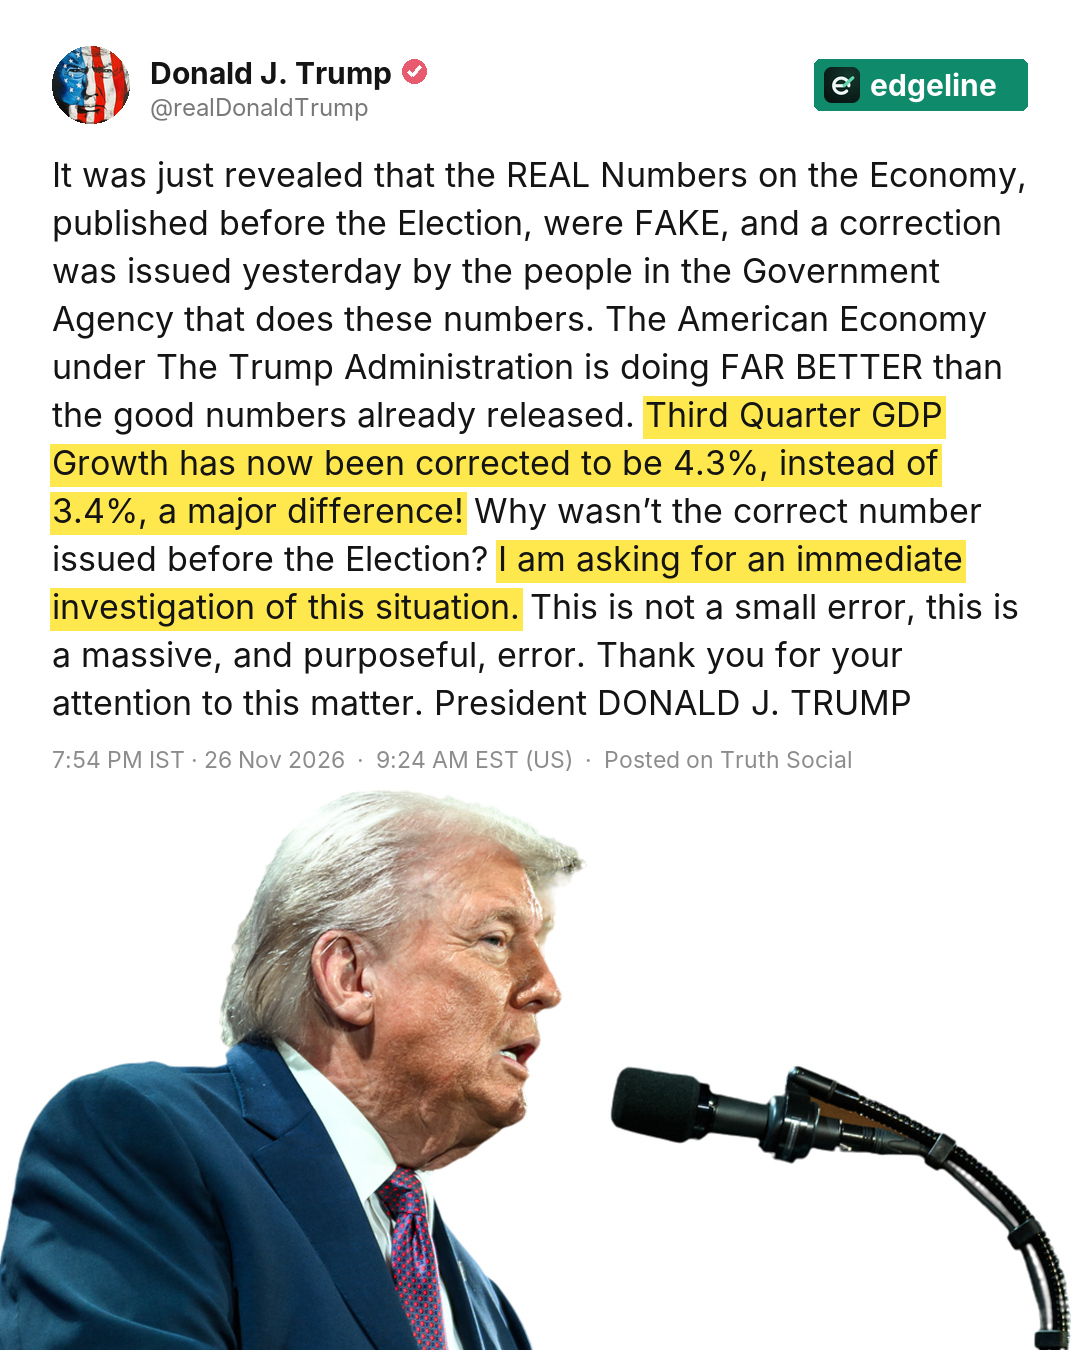 Donald J. Trump
@realDonaldTrump
edgeline
It was just revealed that the REAL Numbers on the Economy,
published before the Election, were FAKE, and a correction
was issued yesterday by the people in the Government
Agency that does these numbers. The American Economy
under The Trump Administration is doing FAR BETTER than
the good numbers already released. Third Quarter GDP
Growth has now been corrected to be 4.3%, instead of
3.4%, a major difference! Why wasn’t the correct number
issued before the Election? I am asking for an immediate
investigation of this situation. This is not a small error, this is
a massive, and purposeful, error. Thank you for your
attention to this matter. President DONALD J. TRUMP
7:54 PM IST · 26 Nov 2026 · 9:24 AM EST (US) · Posted on Truth Social